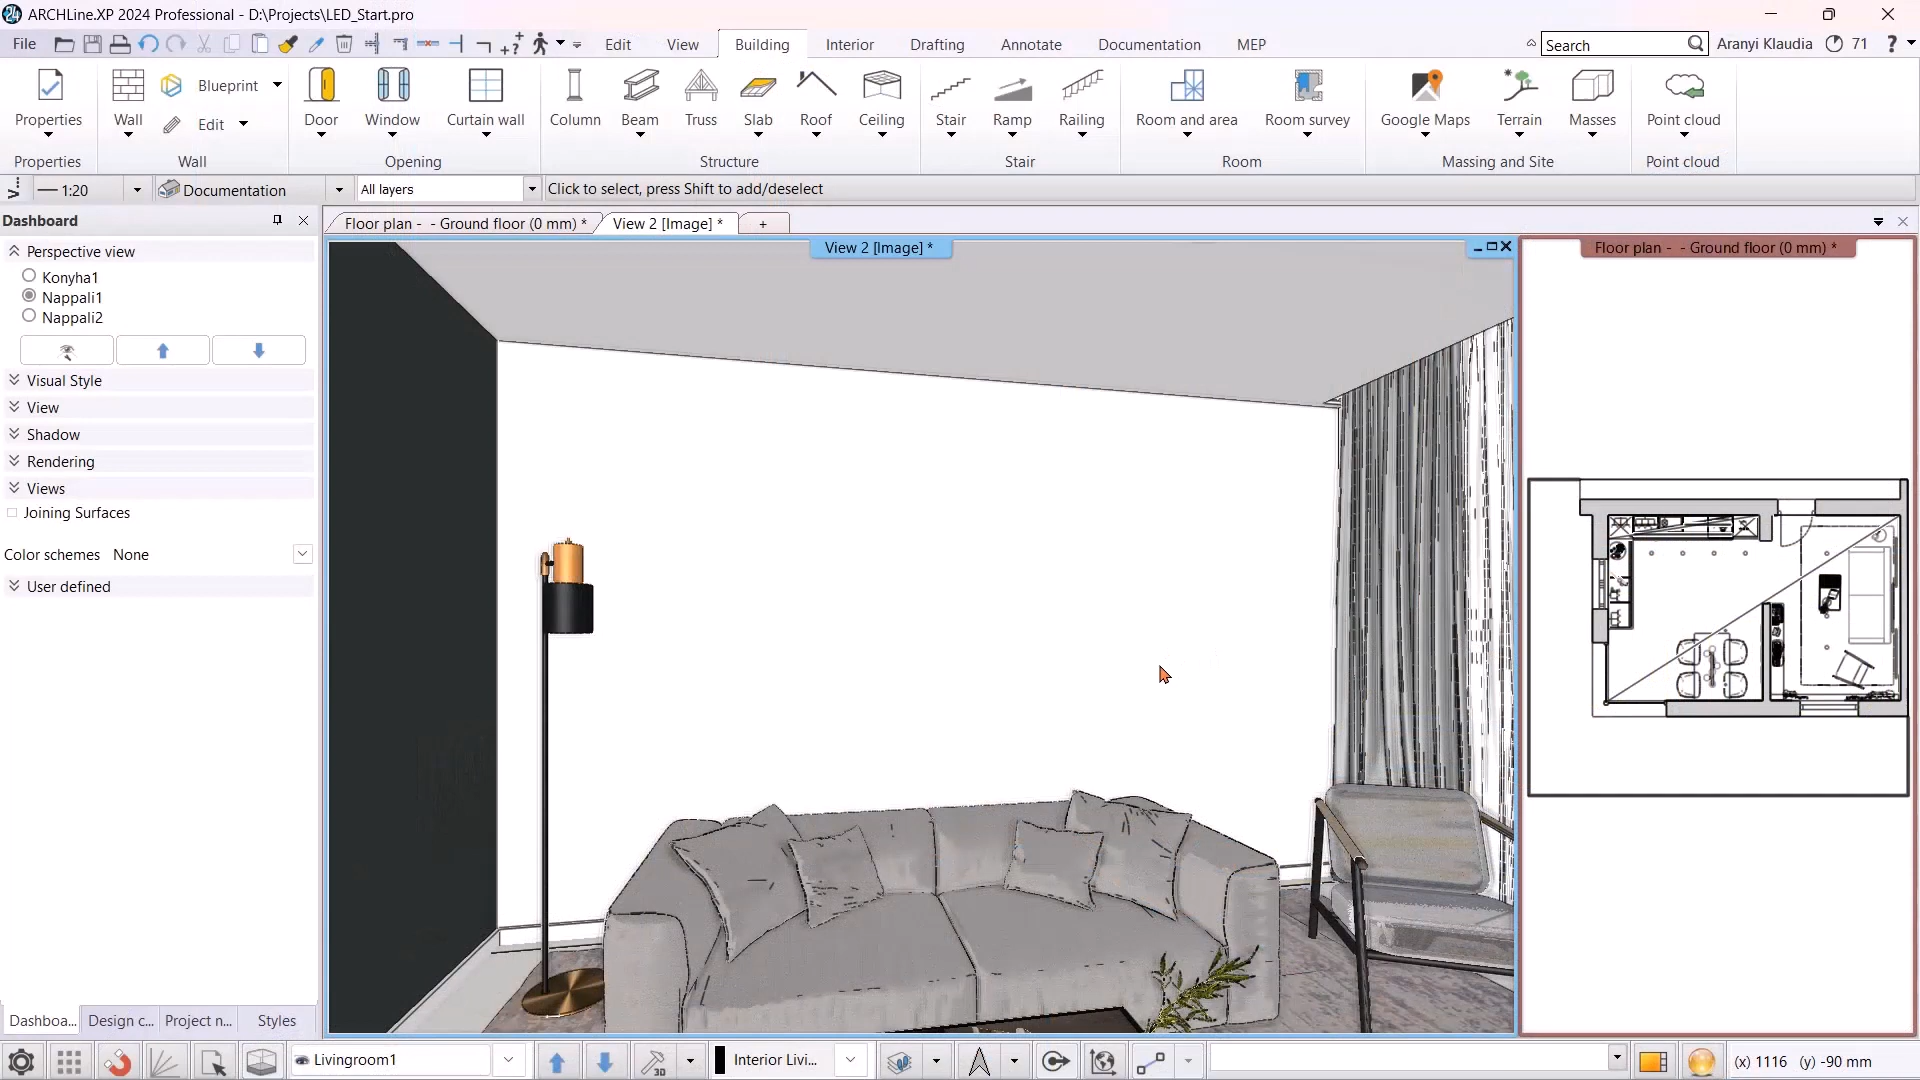 ARCHLine.XP 2024 Professional - D:\Projects\LED_Start.pro
File Edit View Building Interior Drafting Annotate Documentation MEP Search Aranyi Klaudia 71 ?
Properties Wall Blueprint Edit Door Window Curtain wall Column Beam Truss Slab Roof Ceiling Stair Ramp Railing Room and area Room survey Google Maps Terrain Masses Point cloud
Properties Wall Opening Structure Stair Room Massing and Site Point cloud
1:20 Documentation All layers Click to select, press Shift to add/deselect
Dashboard
Floor plan - - Ground floor (0 mm) * View 2 [Image] * +
View 2 [Image] *
Floor plan - - Ground floor (0 mm) *
Perspective view
Konyha1
Nappali1
Nappali2
Visual Style
View
Shadow
Rendering
Views
Joining Surfaces
Color schemes None
User defined
Dashboa... Design c... Project n... Styles
Livingroom1 3D Interior Livi... (x) 1116 (y) -90 mm